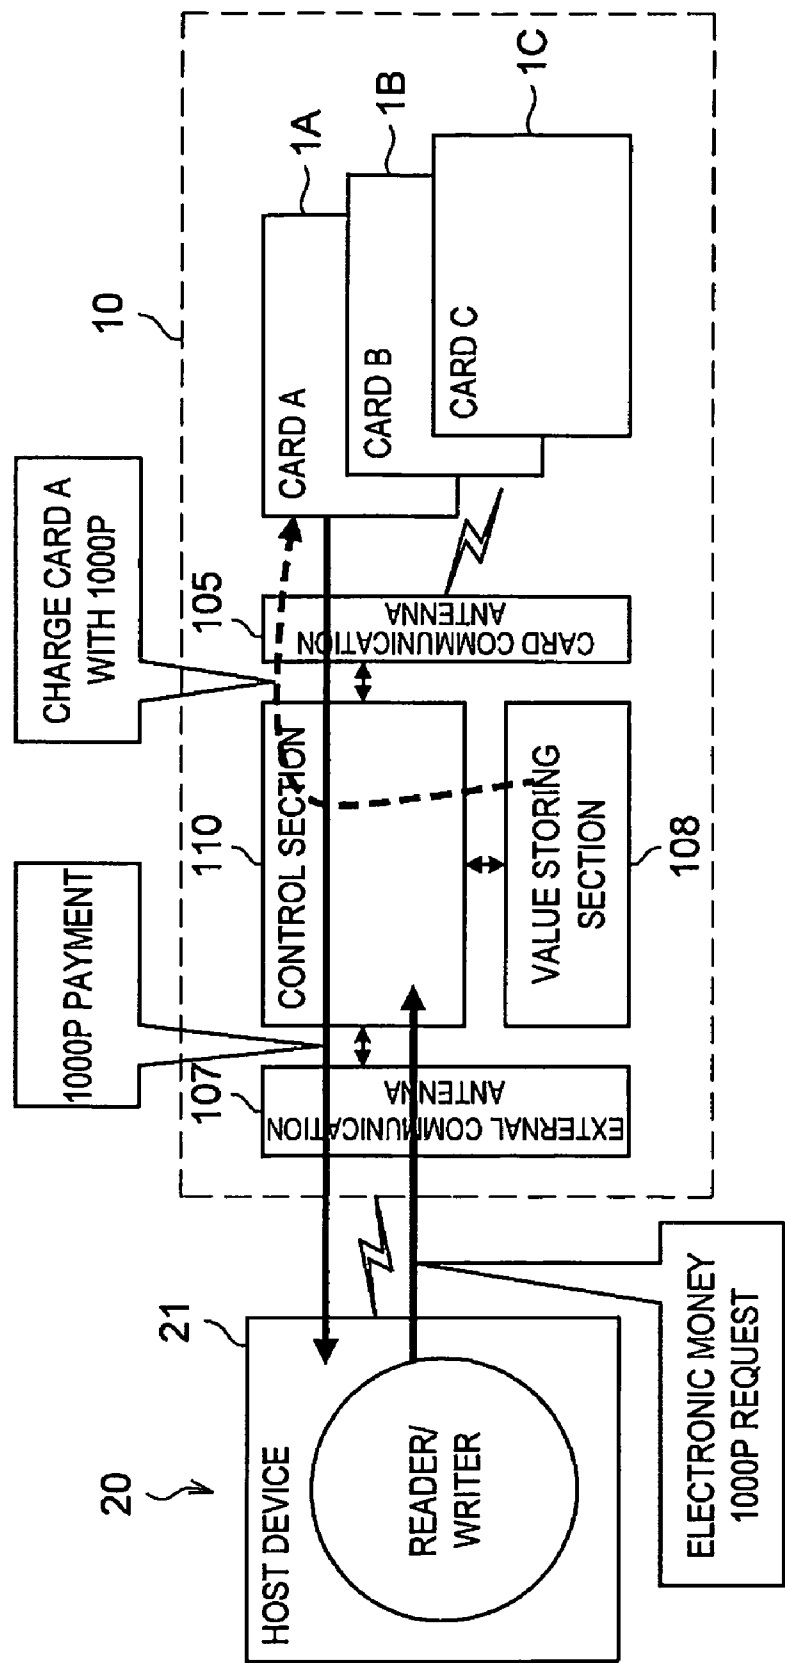 20
HOST DEVICE
21
READER/
WRITER
ELECTRONIC MONEY
1000P REQUEST
1000P PAYMENT
CHARGE CARD A
WITH 1000P
10
107
EXTERNAL COMMUNICATION
ANTENNA
110
CONTROL SECTION
VALUE STORING
SECTION
108
105
CARD COMMUNICATION
ANTENNA
CARD A
1A
CARD B
1B
CARD C
1C